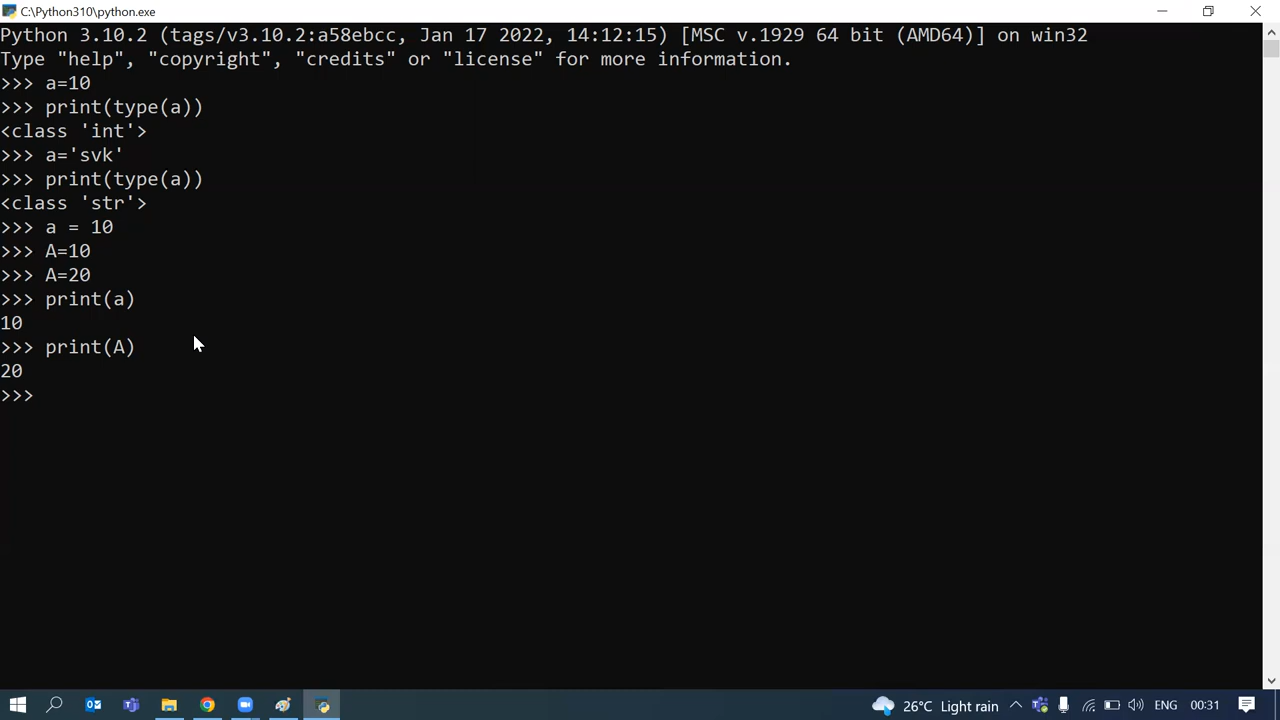 C:\Python310\python.exe
Python 3.10.2 (tags/v3.10.2:a58ebcc, Jan 17 2022, 14:12:15) [MSC v.1929 64 bit (AMD64)] on win32
Type "help", "copyright", "credits" or "license" for more information.
>>> a=10
>>> print(type(a))
<class 'int'>
>>> a='svk'
>>> print(type(a))
<class 'str'>
>>> a = 10
>>> A=10
>>> A=20
>>> print(a)
10
>>> print(A)
20
>>>
26°C Light rain ENG 00:31